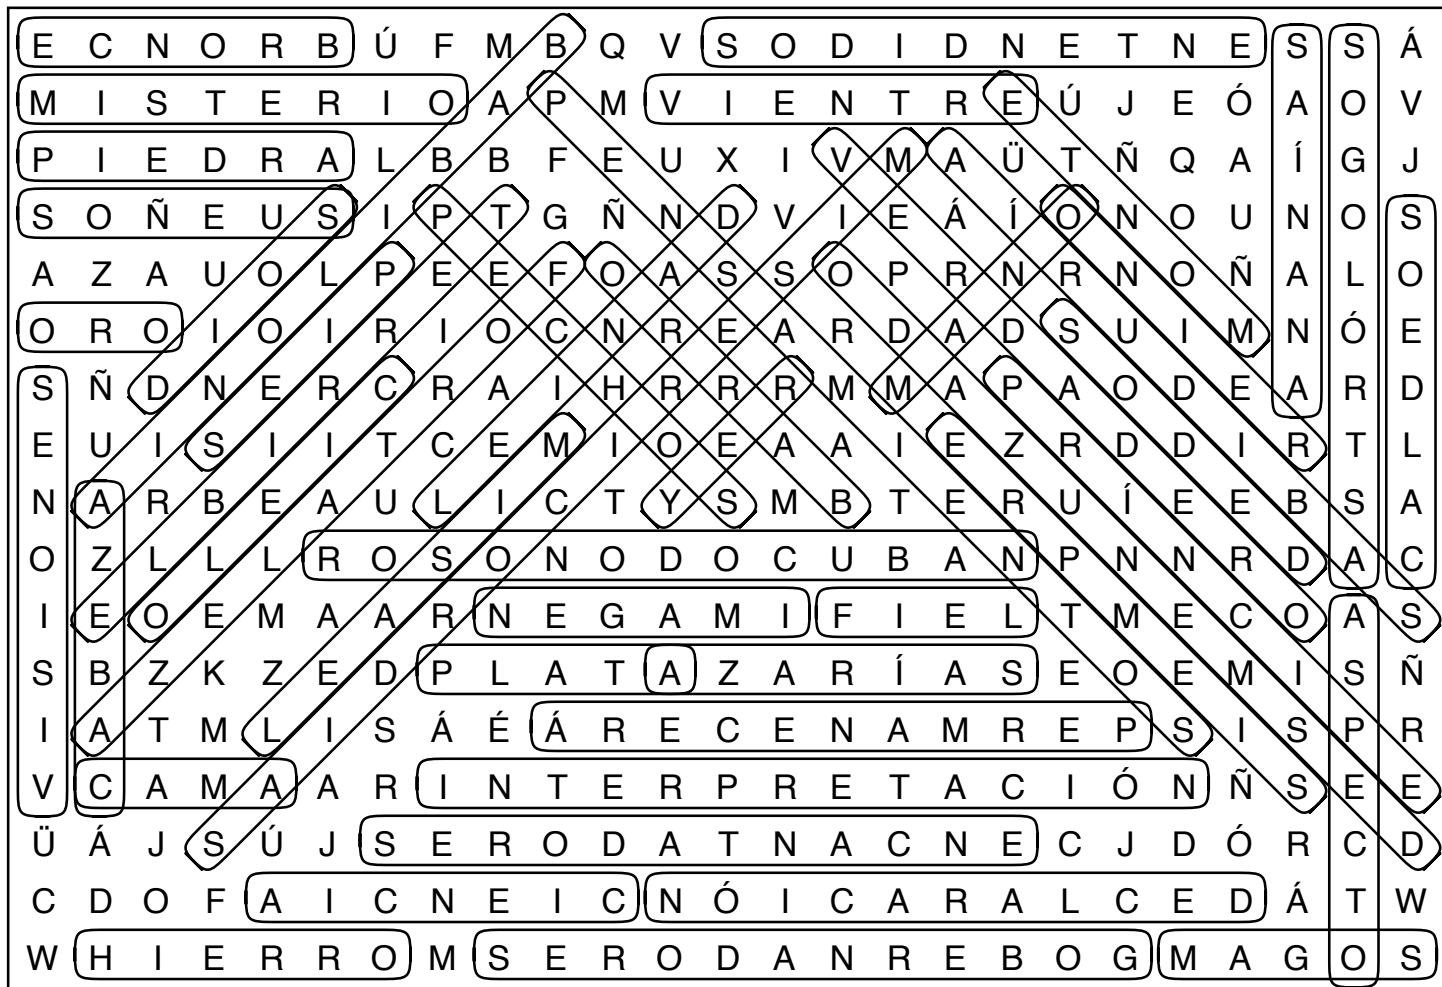 E C N O R B Ú F M B Q V S O D I D N E T N E S S Á
M I S T E R I O A P M V I E N T R E Ú J E Ó A O V
P I E D R A L B B F E U X I V M A Ü T Ñ Q A Í G J
S O Ñ E U S I P T G Ñ N D V I E Á Í O N O U N O S
A Z A U O L P E E F O A S S O P R N R N O Ñ A L O
O R O I O I R I O C N R E A R D A D S U I M N Ó E
S Ñ D N E R C R A I H R R R M M A P A O D E A R D
E U I S I I T C E M I O E A A I E Z R D D I R T L
N A R B E A U L I C T Y S M B T E R U Í E E B S A
O Z L L L R O S O N O D O C U B A N P N N R D A C
I E O E M A A R N E G A M I F I E L T M E C O A S
S B Z K Z E D P L A T A Z A R Í A S E O E M I S Ñ
I A T M L I S Á É Á R E C E N A M R E P S I S P R
V C A M A A R I N T E R P R E T A C I Ó N Ñ S E E
Ü Á J S Ú J S E R O D A T N A C N E C J D Ó R C D
C D O F A I C N E I C N Ó I C A R A L C E D Á T W
W H I E R R O M S E R O D A N R E B O G M A G O S